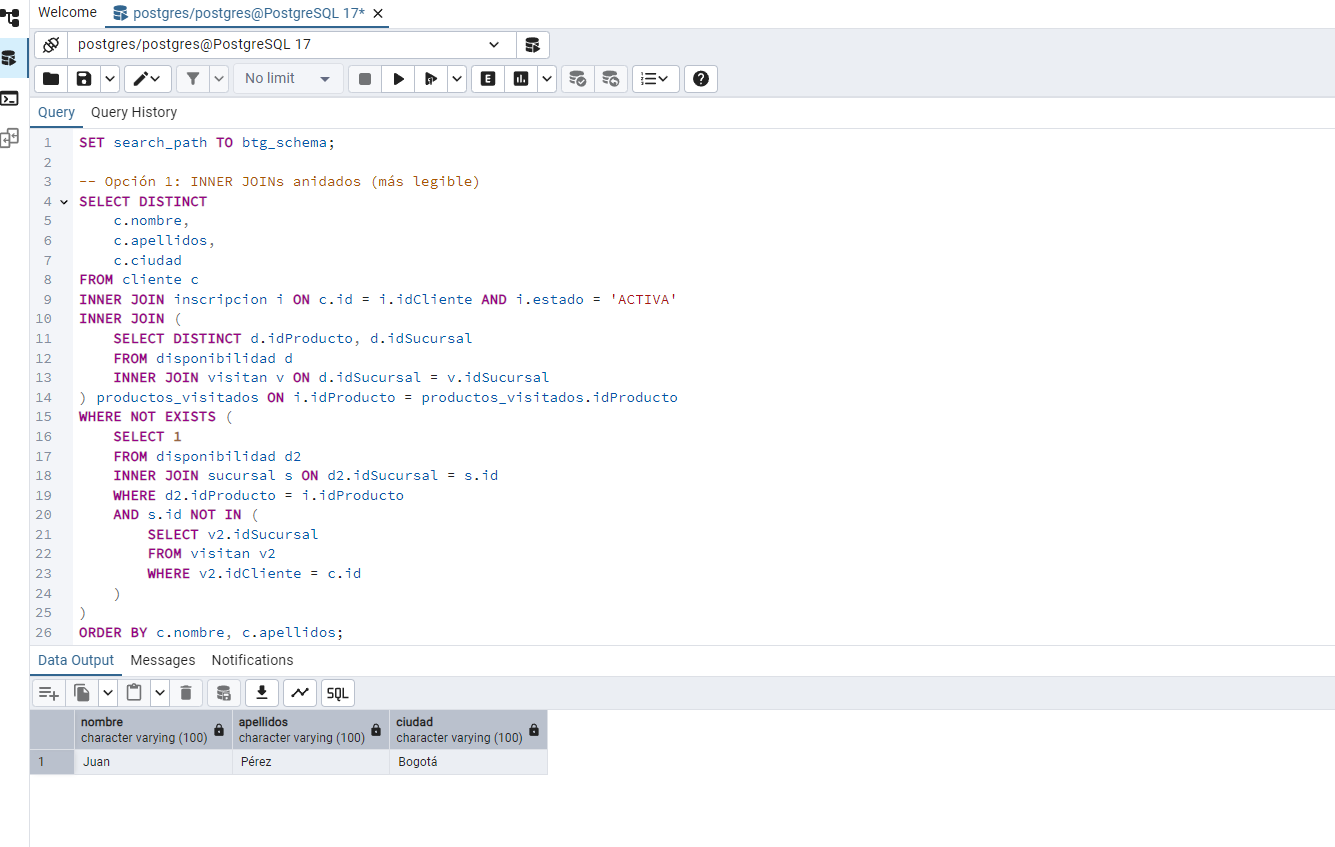 Welcome
postgres/postgres@PostgreSQL 17*
postgres/postgres@PostgreSQL 17
No limit
E
Query
Query History
1 SET search_path TO btg_schema;
2
3 -- Opción 1: INNER JOINs anidados (más legible)
4 SELECT DISTINCT
5 c.nombre,
6 c.apellidos,
7 c.ciudad
8 FROM cliente c
9 INNER JOIN inscripcion i ON c.id = i.idCliente AND i.estado = 'ACTIVA'
10 INNER JOIN (
11 SELECT DISTINCT d.idProducto, d.idSucursal
12 FROM disponibilidad d
13 INNER JOIN visitan v ON d.idSucursal = v.idSucursal
14 ) productos_visitados ON i.idProducto = productos_visitados.idProducto
15 WHERE NOT EXISTS (
16 SELECT 1
17 FROM disponibilidad d2
18 INNER JOIN sucursal s ON d2.idSucursal = s.id
19 WHERE d2.idProducto = i.idProducto
20 AND s.id NOT IN (
21 SELECT v2.idSucursal
22 FROM visitan v2
23 WHERE v2.idCliente = c.id
24 )
25 )
26 ORDER BY c.nombre, c.apellidos;
Data Output
Messages
Notifications
SQL
nombre
character varying (100)
apellidos
character varying (100)
ciudad
character varying (100)
1 Juan Pérez Bogotá